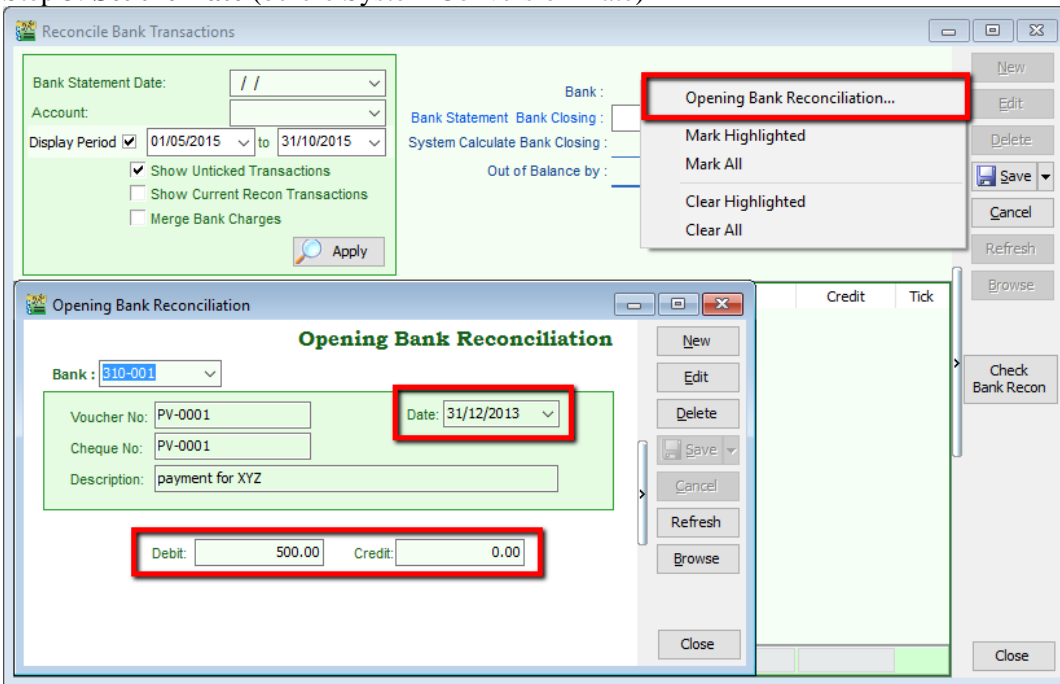 Reconcile Bank Transactions
Bank Statement Date: / /
Account:
Display Period 01/05/2015 to 31/10/2015
Show Unticked Transactions
Show Current Recon Transactions
Merge Bank Charges
Apply
Bank :
Bank Statement Bank Closing :
System Calculate Bank Closing :
Out of Balance by :
Opening Bank Reconciliation...
Mark Highlighted
Mark All
Clear Highlighted
Clear All
New
Edit
Delete
Save
Cancel
Refresh
Browse
Check
Bank Recon
Close
Credit Tick
Opening Bank Reconciliation
Opening Bank Reconciliation
Bank : 310-001
Voucher No: PV-0001
Date: 31/12/2013
Cheque No: PV-0001
Description: payment for XYZ
Debit: 500.00 Credit: 0.00
New
Edit
Delete
Save
Cancel
Refresh
Browse
Close